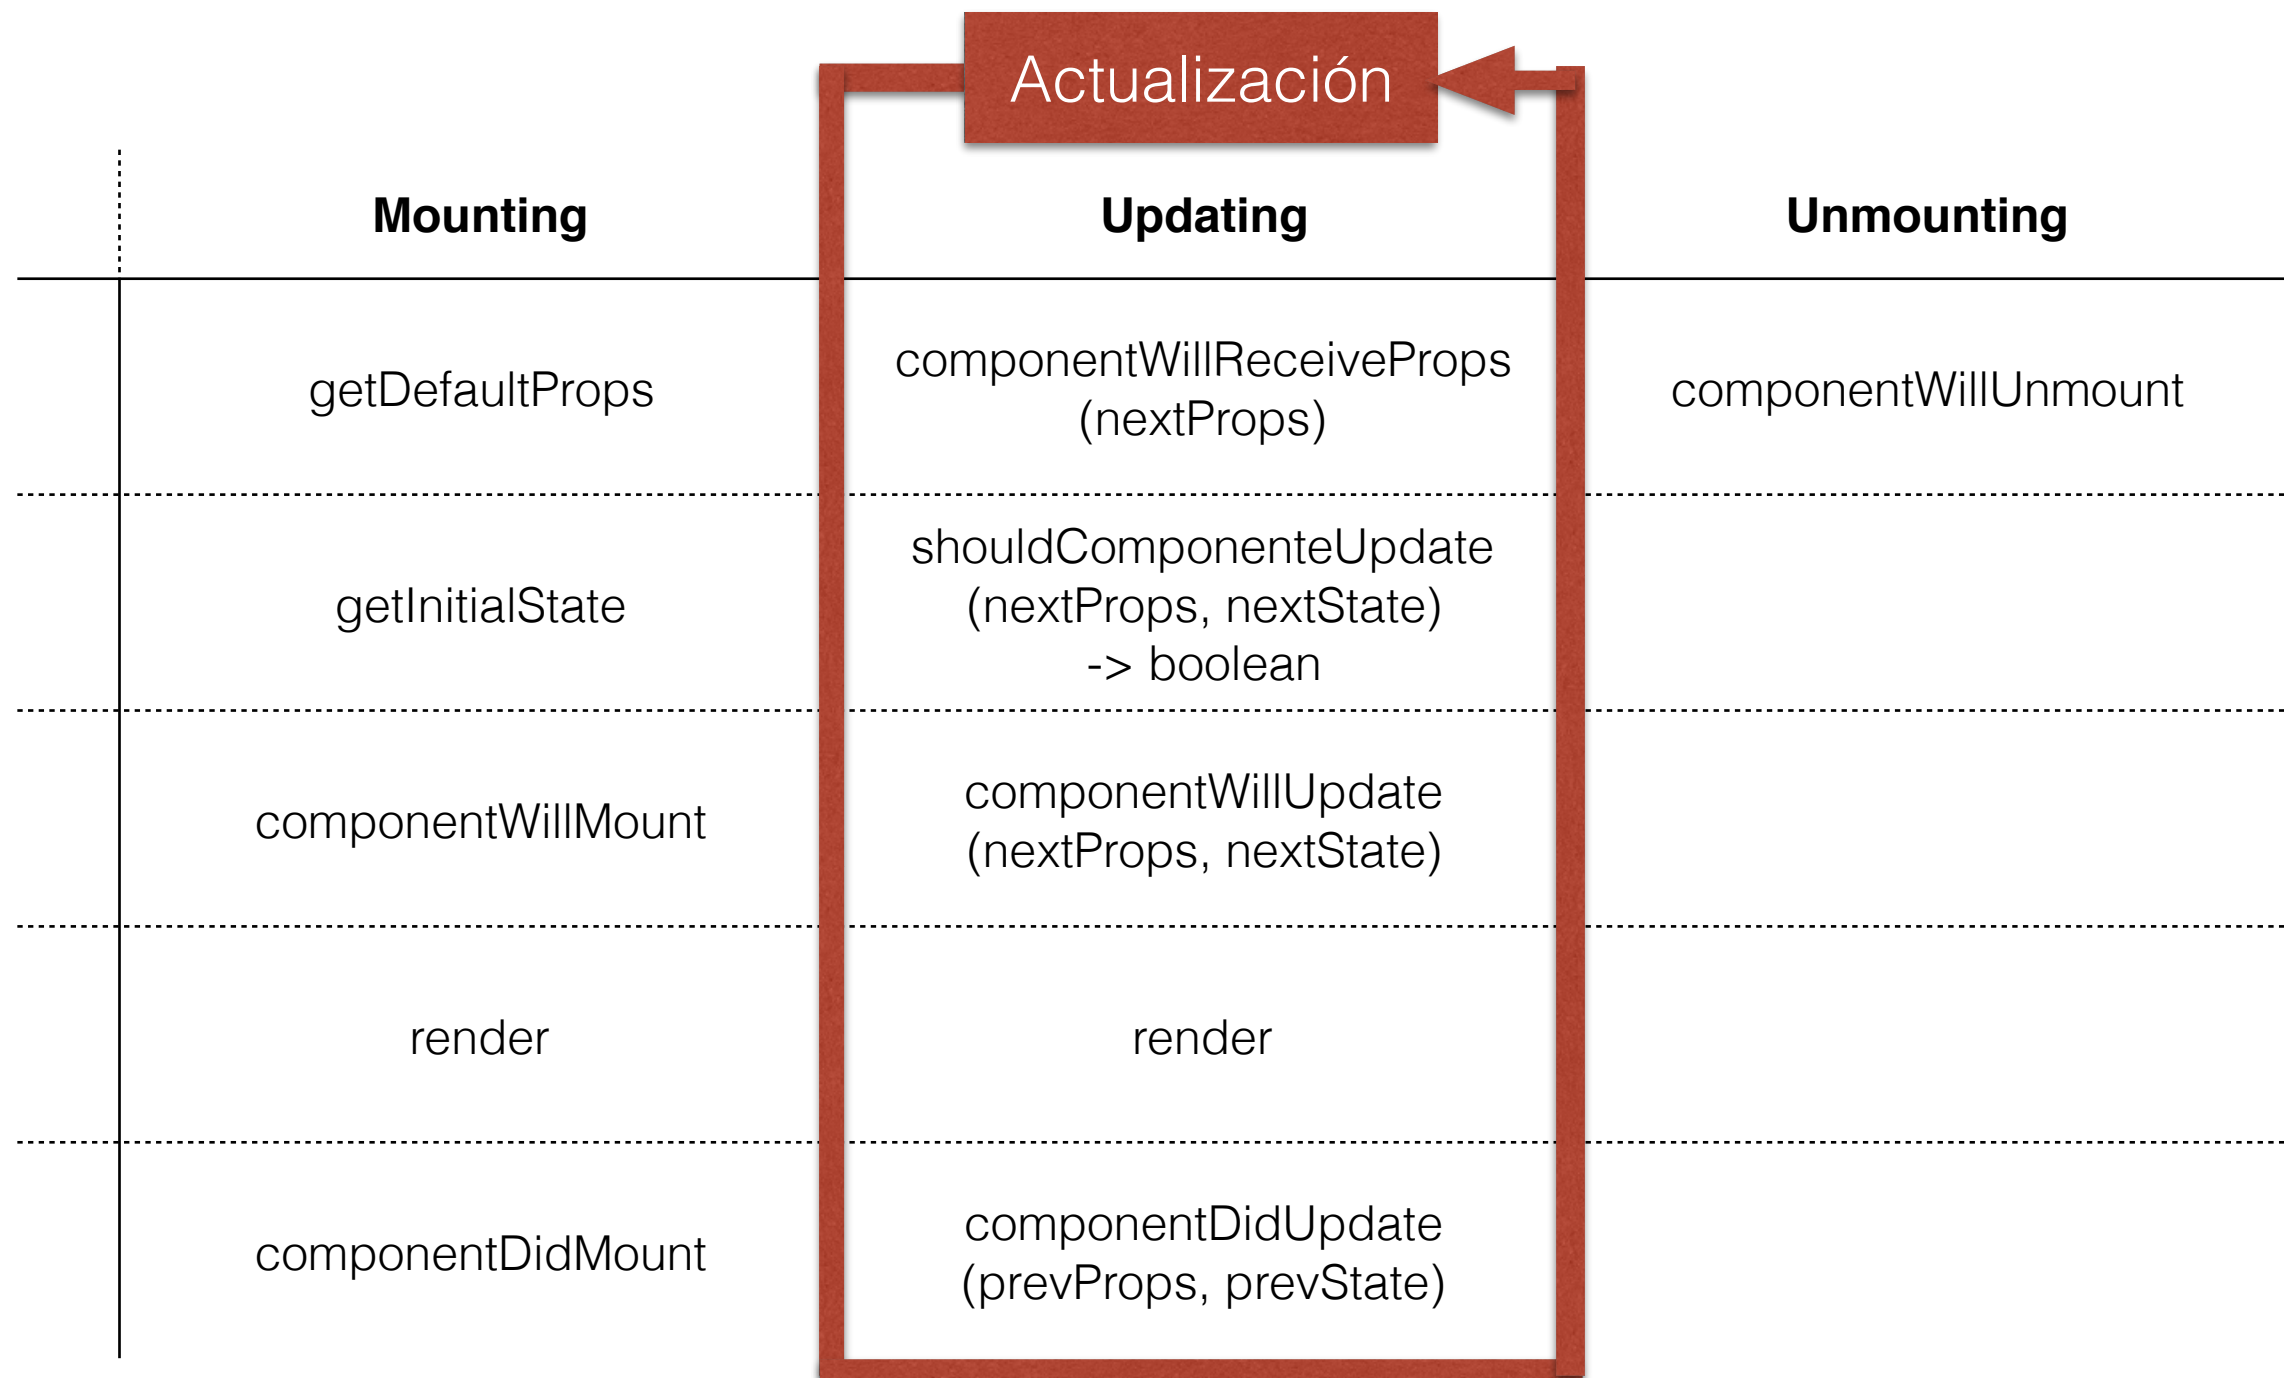 Actualización
Mounting
Updating
Unmounting
getDefaultProps
componentWillReceiveProps
(nextProps)
componentWillUnmount
getInitialState
shouldComponenteUpdate
(nextProps, nextState)
-> boolean
componentWillMount
componentWillUpdate
(nextProps, nextState)
render
render
componentDidMount
componentDidUpdate
(prevProps, prevState)